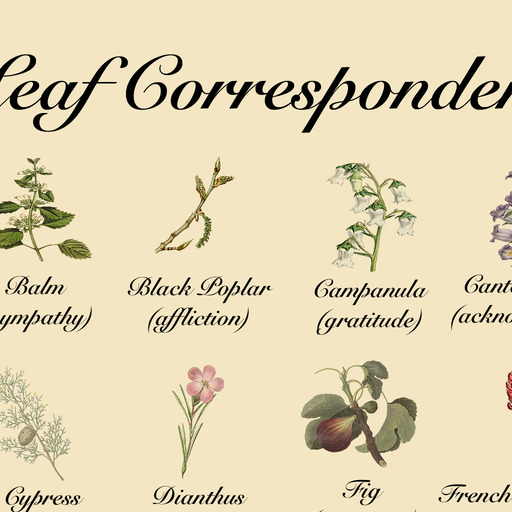 Leaf Corresponden
Balm Black Poplar Campanula Cant
ympathy) (affliction) (gratitude) (ackno
Cypress Dianthus Fig French